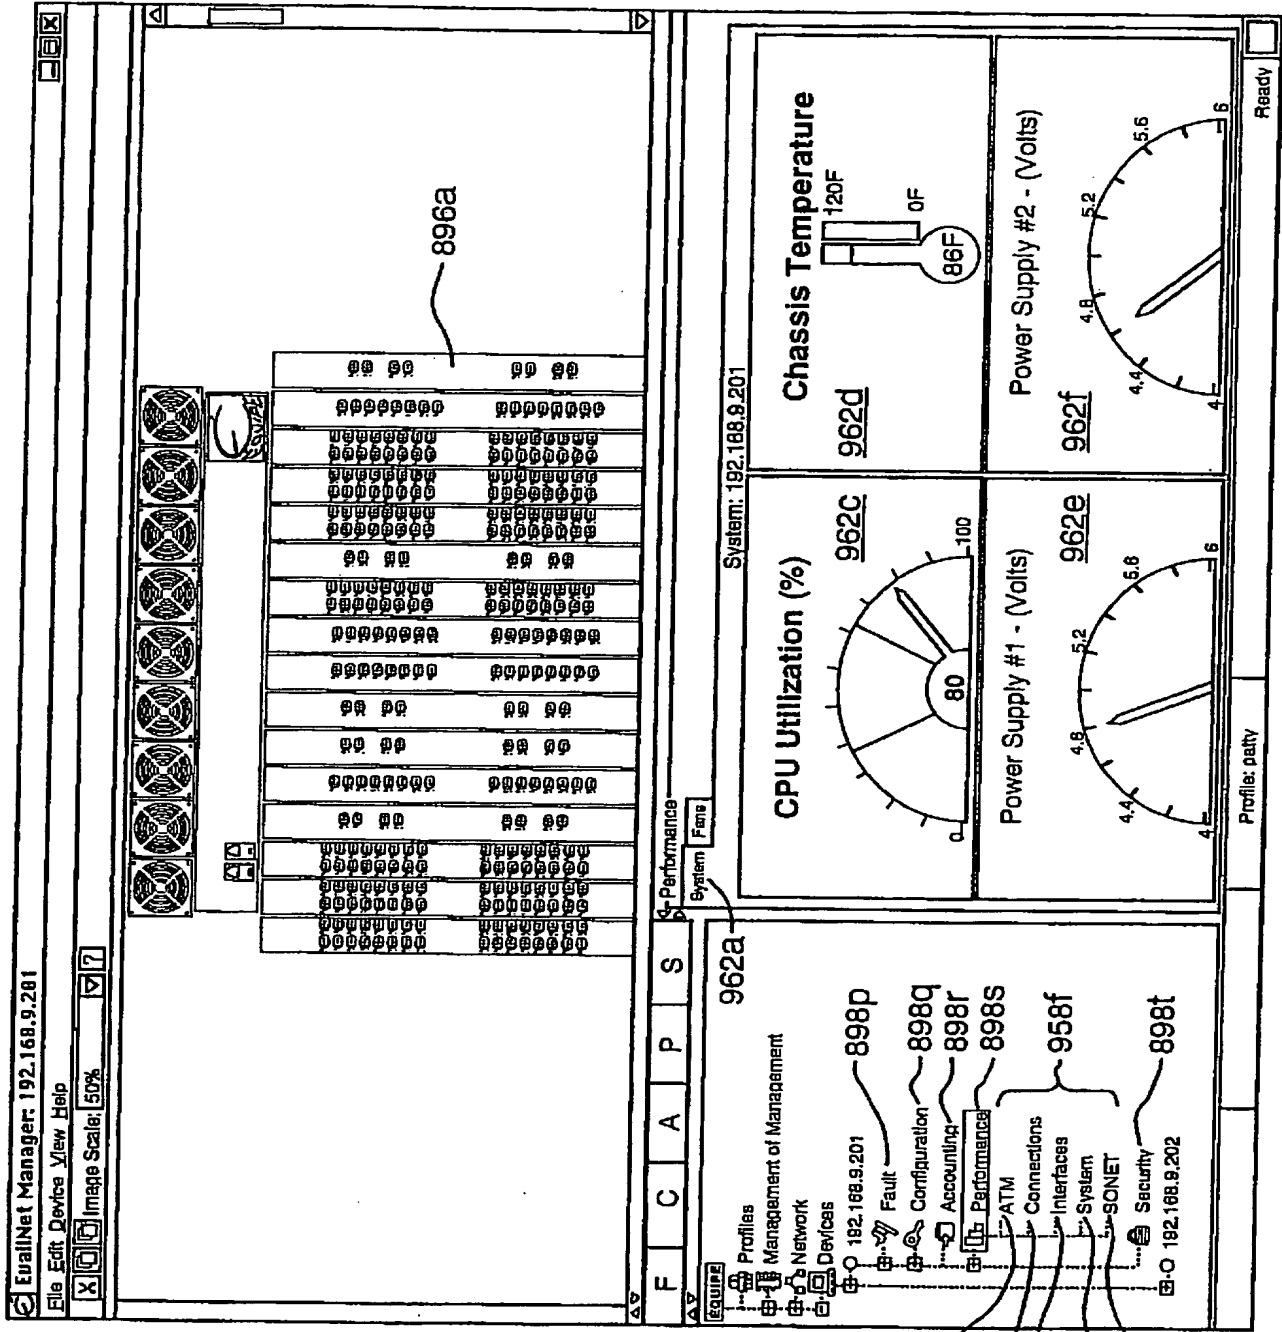 EuallNet Manager: 192.168.9.201
File Edit Device View Help
Image Scale: 50% ?
896a
F C A P S
Performance
System Fans
962a
System: 192.168.9.201
CPU Utilization (%)
962c
0
80
100
Chassis Temperature
962d
120F
0F
86F
Power Supply #1 - (Volts)
962e
4
4.4
4.8
5.2
5.6
6
Power Supply #2 - (Volts)
962f
4
4.4
4.8
5.2
5.6
6
EQUIPE
Profiles
Management of Management
Network
Devices
192.168.9.201
Fault
898p
Configuration
898q
Accounting
898r
Performance
898s
ATM
Connections
Interfaces
System
SONET
958f
Security
898t
192.168.9.202
Profile: patty
Ready